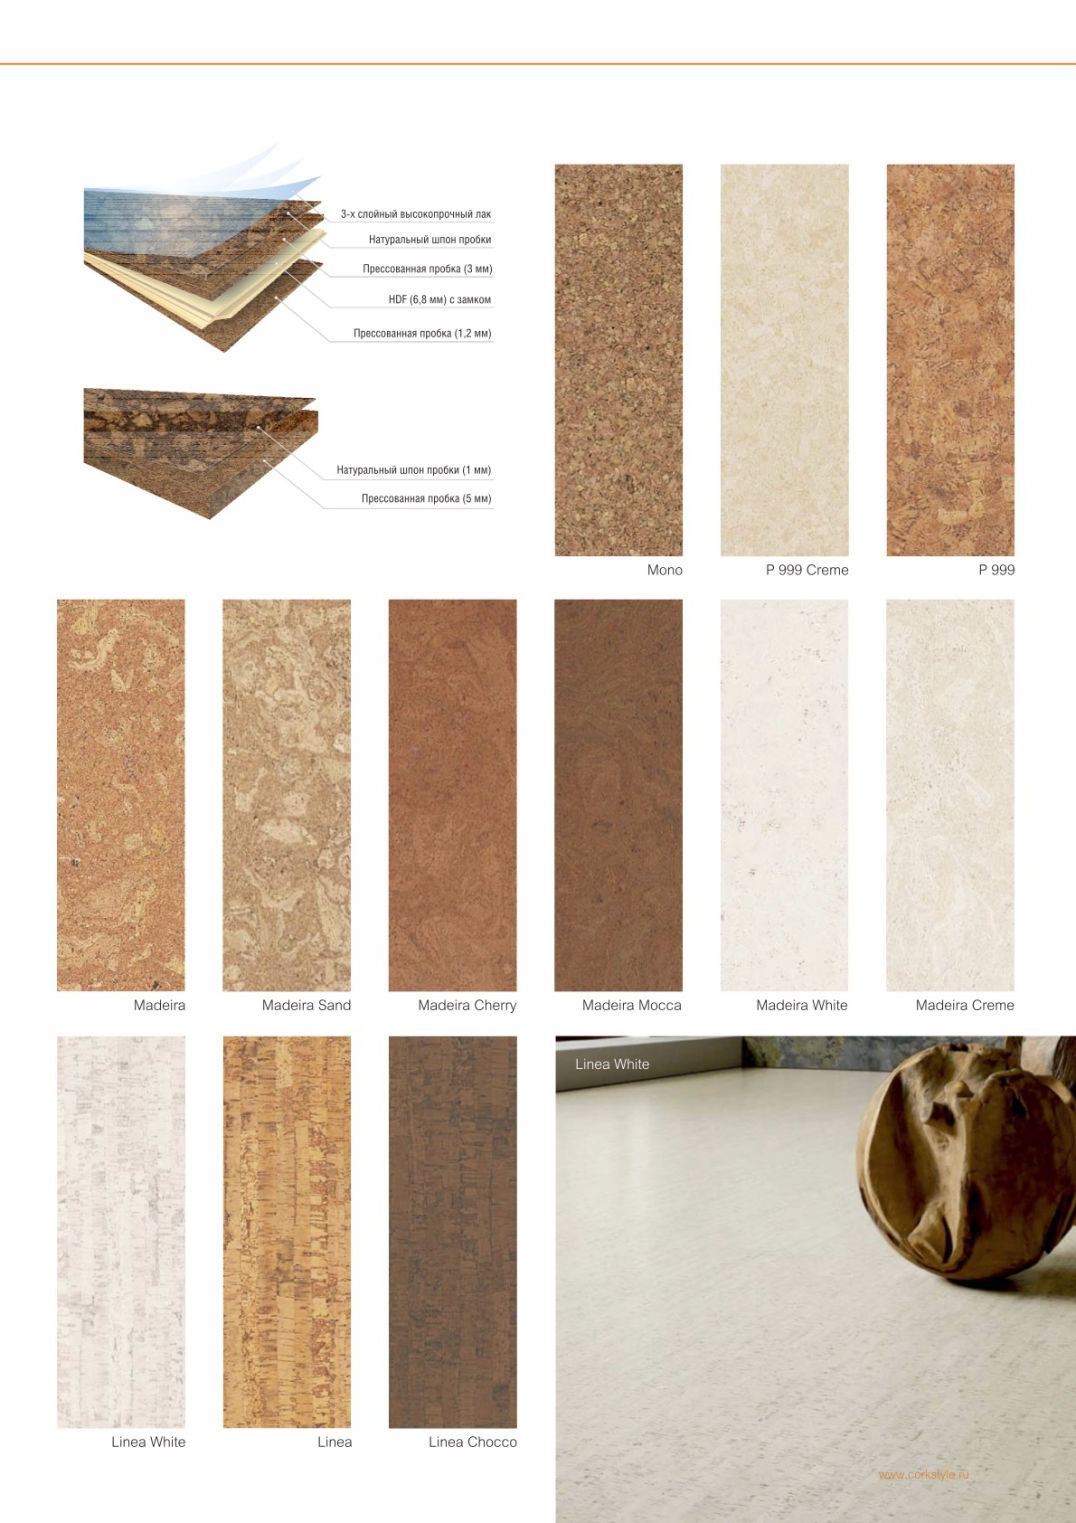 3-х слойный высокопрочный лак
Натуральный шпон пробки
Прессованная пробка (3 мм)
HDF (6,8 мм) с замком
Прессованная пробка (1,2 мм)
Натуральный шпон пробки (1 мм)
Прессованная пробка (5 мм)
Mono
P 999 Creme
P 999
Madeira
Madeira Sand
Madeira Cherry
Madeira Mocca
Madeira White
Madeira Creme
Linea White
Linea White
Linea
Linea Chocco
www.corkstyle.ru